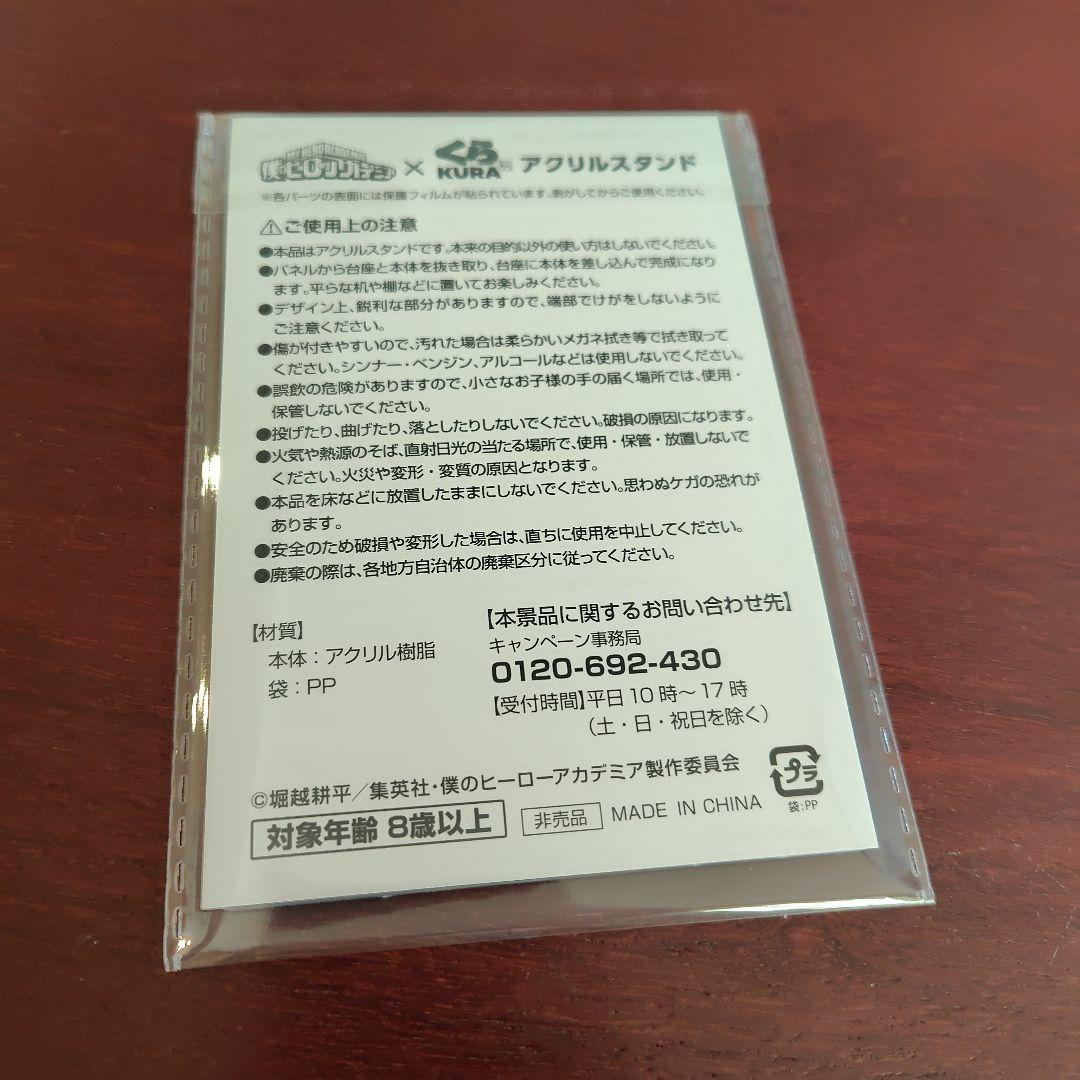 MY HERO ACADEMIA
僕のヒーローアカデミア × くら KURA アクリルスタンド
※各パーツの表面には保護フィルムが貼られています。剥がしてからご使用ください。
⚠ご使用上の注意
●本品はアクリルスタンドです。本来の目的以外の使い方はしないでください。
●パネルから台座と本体を抜き取り、台座に本体を差し込んで完成になり
ます。平らな机や棚などに置いてお楽しみください。
●デザイン上、鋭利な部分がありますので、端部でけがをしないように
ご注意ください。
●傷が付きやすいので、汚れた場合は柔らかいメガネ拭き等で拭き取って
ください。シンナー・ベンジン、アルコールなどは使用しないでください。
●誤飲の危険がありますので、小さなお子様の手の届く場所では、使用・
保管しないでください。
●投げたり、曲げたり、落としたりしないでください。破損の原因になります。
●火気や熱源のそば、直射日光の当たる場所で、使用・保管・放置しないで
ください。火災や変形・変質の原因となります。
●本品を床などに放置したままにしないでください。思わぬケガの恐れが
あります。
●安全のため破損や変形した場合は、直ちに使用を中止してください。
●廃棄の際は、各地方自治体の廃棄区分に従ってください。
【材質】
本体：アクリル樹脂
袋：PP
【本景品に関するお問い合わせ先】
キャンペーン事務局
0120-692-430
【受付時間】平日10時～17時
（土・日・祝日を除く）
©堀越耕平／集英社・僕のヒーローアカデミア製作委員会
対象年齢 8歳以上
非売品
MADE IN CHINA
プラ
袋:PP